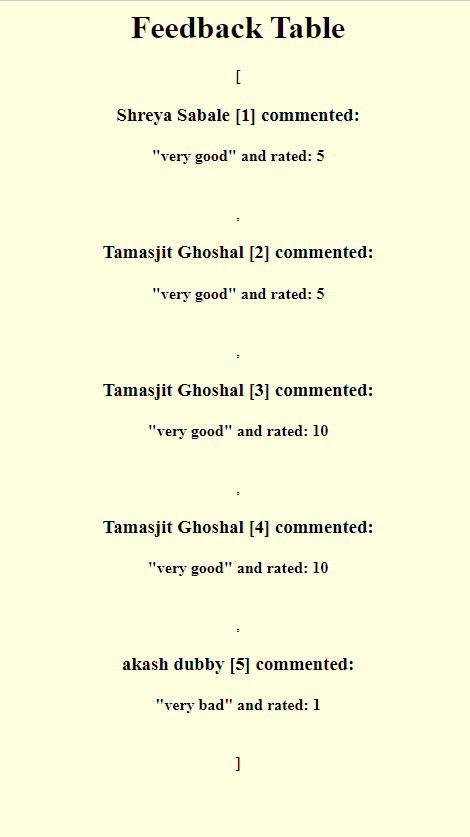 Feedback Table
[
Shreya Sabale [1] commented:
"very good" and rated: 5
,
Tamasjit Ghoshal [2] commented:
"very good" and rated: 5
,
Tamasjit Ghoshal [3] commented:
"very good" and rated: 10
,
Tamasjit Ghoshal [4] commented:
"very good" and rated: 10
,
akash dubby [5] commented:
"very bad" and rated: 1
]